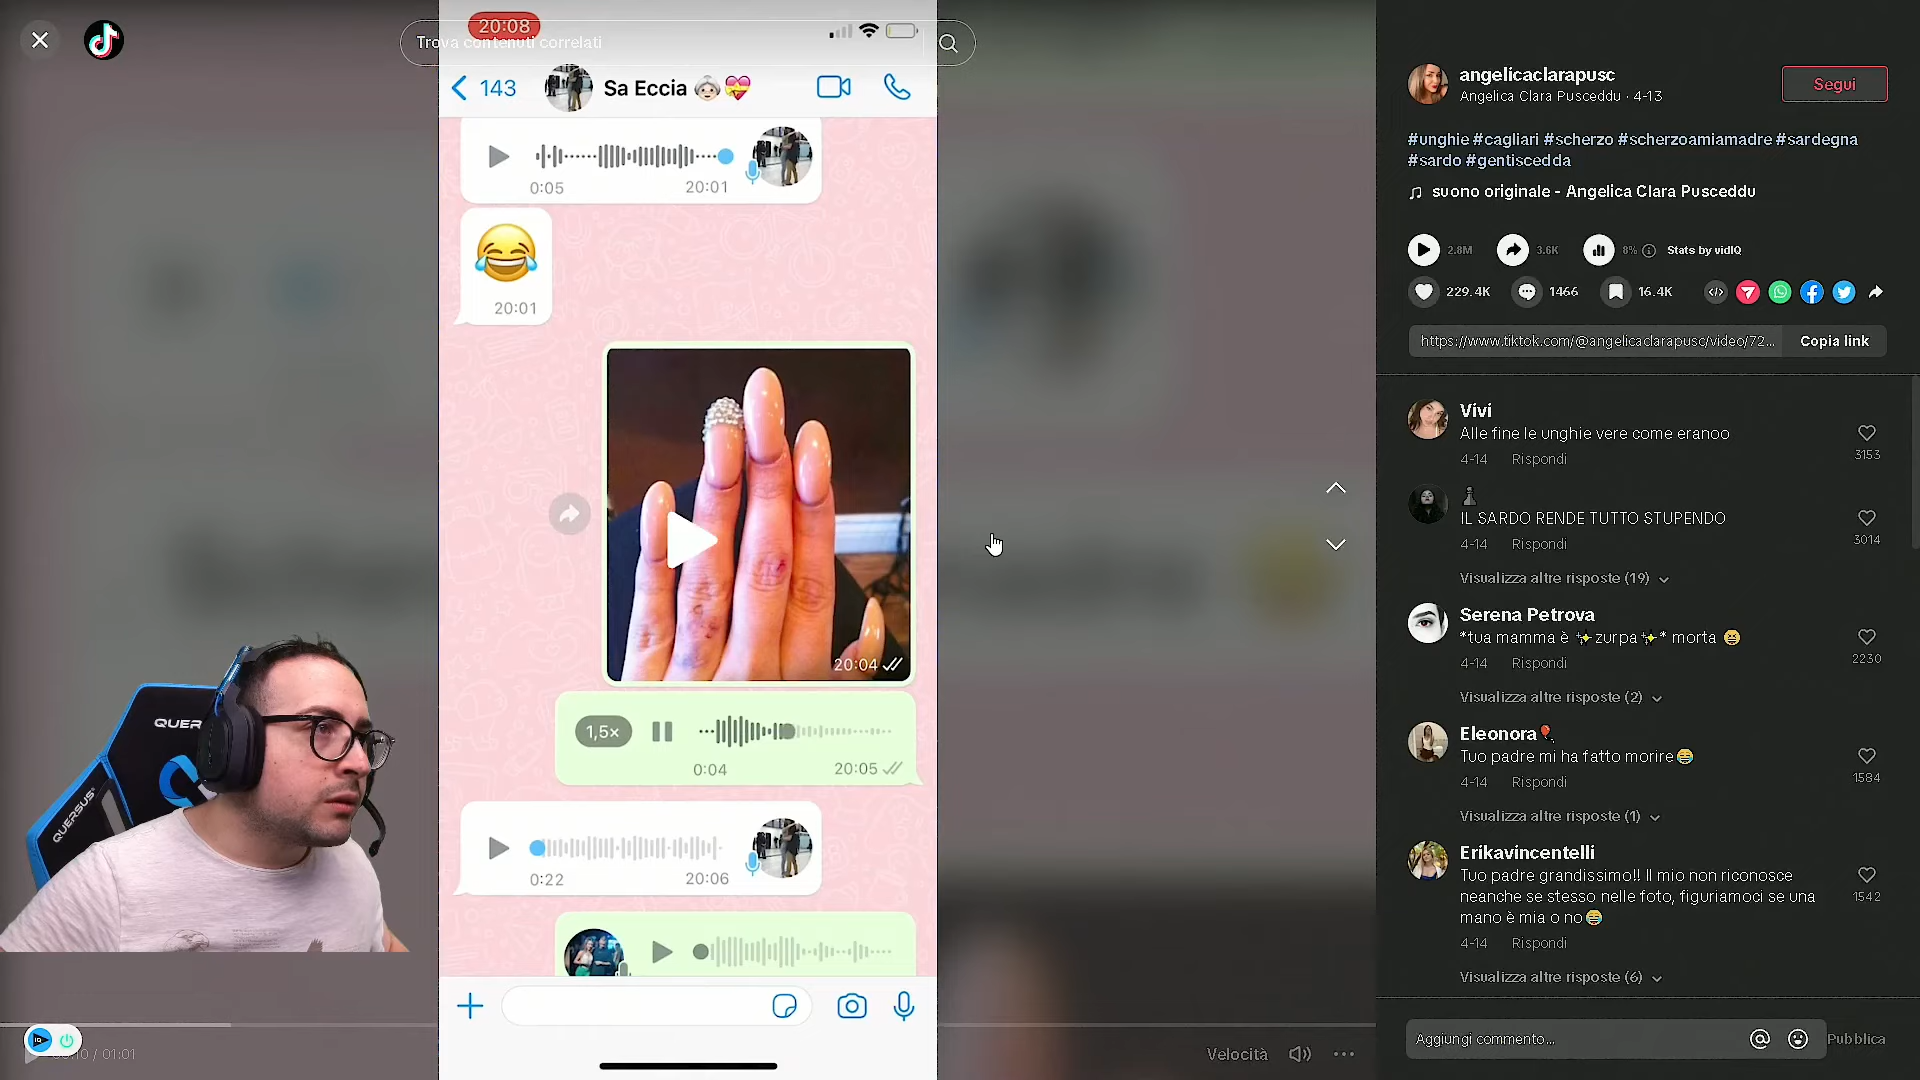 20:08
Trova contenuti correlati
143
Sa Eccia 👵🏻💝
0:05
20:01
😂
20:01
20:04
1,5×
0:04
20:05
0:22
20:06
QUER
QUERSUS
/ 01:01
Velocità
angelicaclarapusc
Angelica Clara Pusceddu · 4-13
Segui
#unghie #cagliari #scherzo #scherzoamiamadre #sardegna
#sardo #gentiscedda
suono originale - Angelica Clara Pusceddu
2.8M
3.6K
8%
Stats by vidIQ
229.4K
1466
16.4K
https://www.tiktok.com/@angelicaclarapusc/video/72...
Copia link
Vivi
Alle fine le unghie vere come eranoo
4-14 Rispondi
3153
♟
IL SARDO RENDE TUTTO STUPENDO
4-14 Rispondi
3014
Visualizza altre risposte (19)
Serena Petrova
*tua mamma è ✨zurpa✨* morta 😆
4-14 Rispondi
2230
Visualizza altre risposte (2)
Eleonora🎈
Tuo padre mi ha fatto morire😂
4-14 Rispondi
1584
Visualizza altre risposte (1)
Erikavincentelli
Tuo padre grandissimo!! Il mio non riconosce
neanche se stesso nelle foto, figuriamoci se una
mano è mia o no😂
4-14 Rispondi
1542
Visualizza altre risposte (6)
Aggiungi commento...
Pubblica